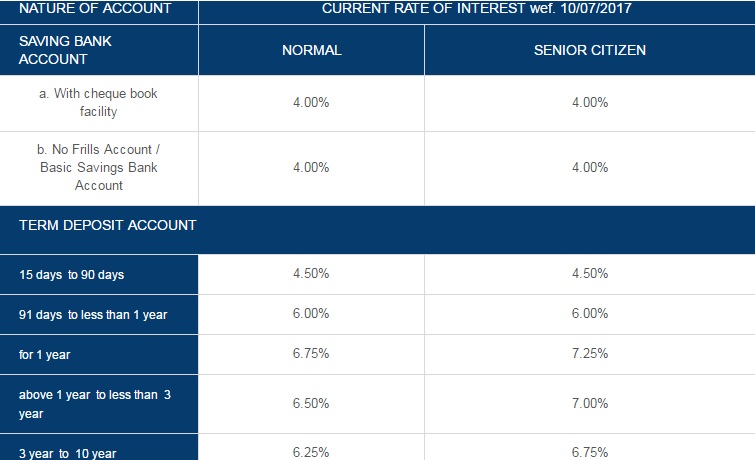 NATURE OF ACCOUNT CURRENT RATE OF INTEREST wef. 10/07/2017
SAVING BANK
ACCOUNT
NORMAL SENIOR CITIZEN
a. With cheque book
facility
4.00% 4.00%
b. No Frills Account /
Basic Savings Bank
Account
4.00% 4.00%
TERM DEPOSIT ACCOUNT
15 days to 90 days 4.50% 4.50%
91 days to less than 1 year 6.00% 6.00%
for 1 year 6.75% 7.25%
above 1 year to less than 3
year
6.50% 7.00%
3 year to 10 year 6.25% 6.75%